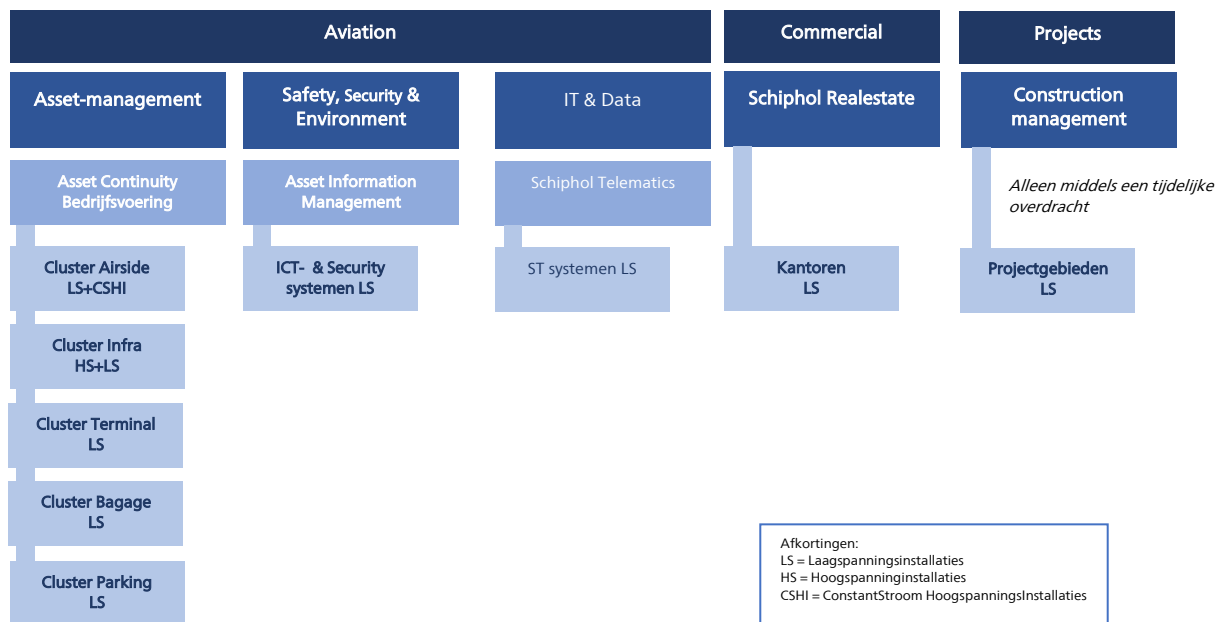 Aviation
Commercial
Projects
Asset-management
Safety, Security &
Environment
IT & Data
Schiphol Realestate
Construction
management
Asset Continuity
Bedrijfsvoering
Asset Information
Management
Schiphol Telematics
Alleen middels een tijdelijke
overdracht
Cluster Airside
LS+CSHI
ICT- & Security
systemen LS
ST systemen LS
Kantoren
LS
Projectgebieden
LS
Cluster Infra
HS+LS
Cluster Terminal
LS
Cluster Bagage
LS
Cluster Parking
LS
Afkortingen:
LS = Laagspanningsinstallaties
HS = Hoogspanninginstallaties
CSHI = ConstantStroom HoogspanningsInstallaties